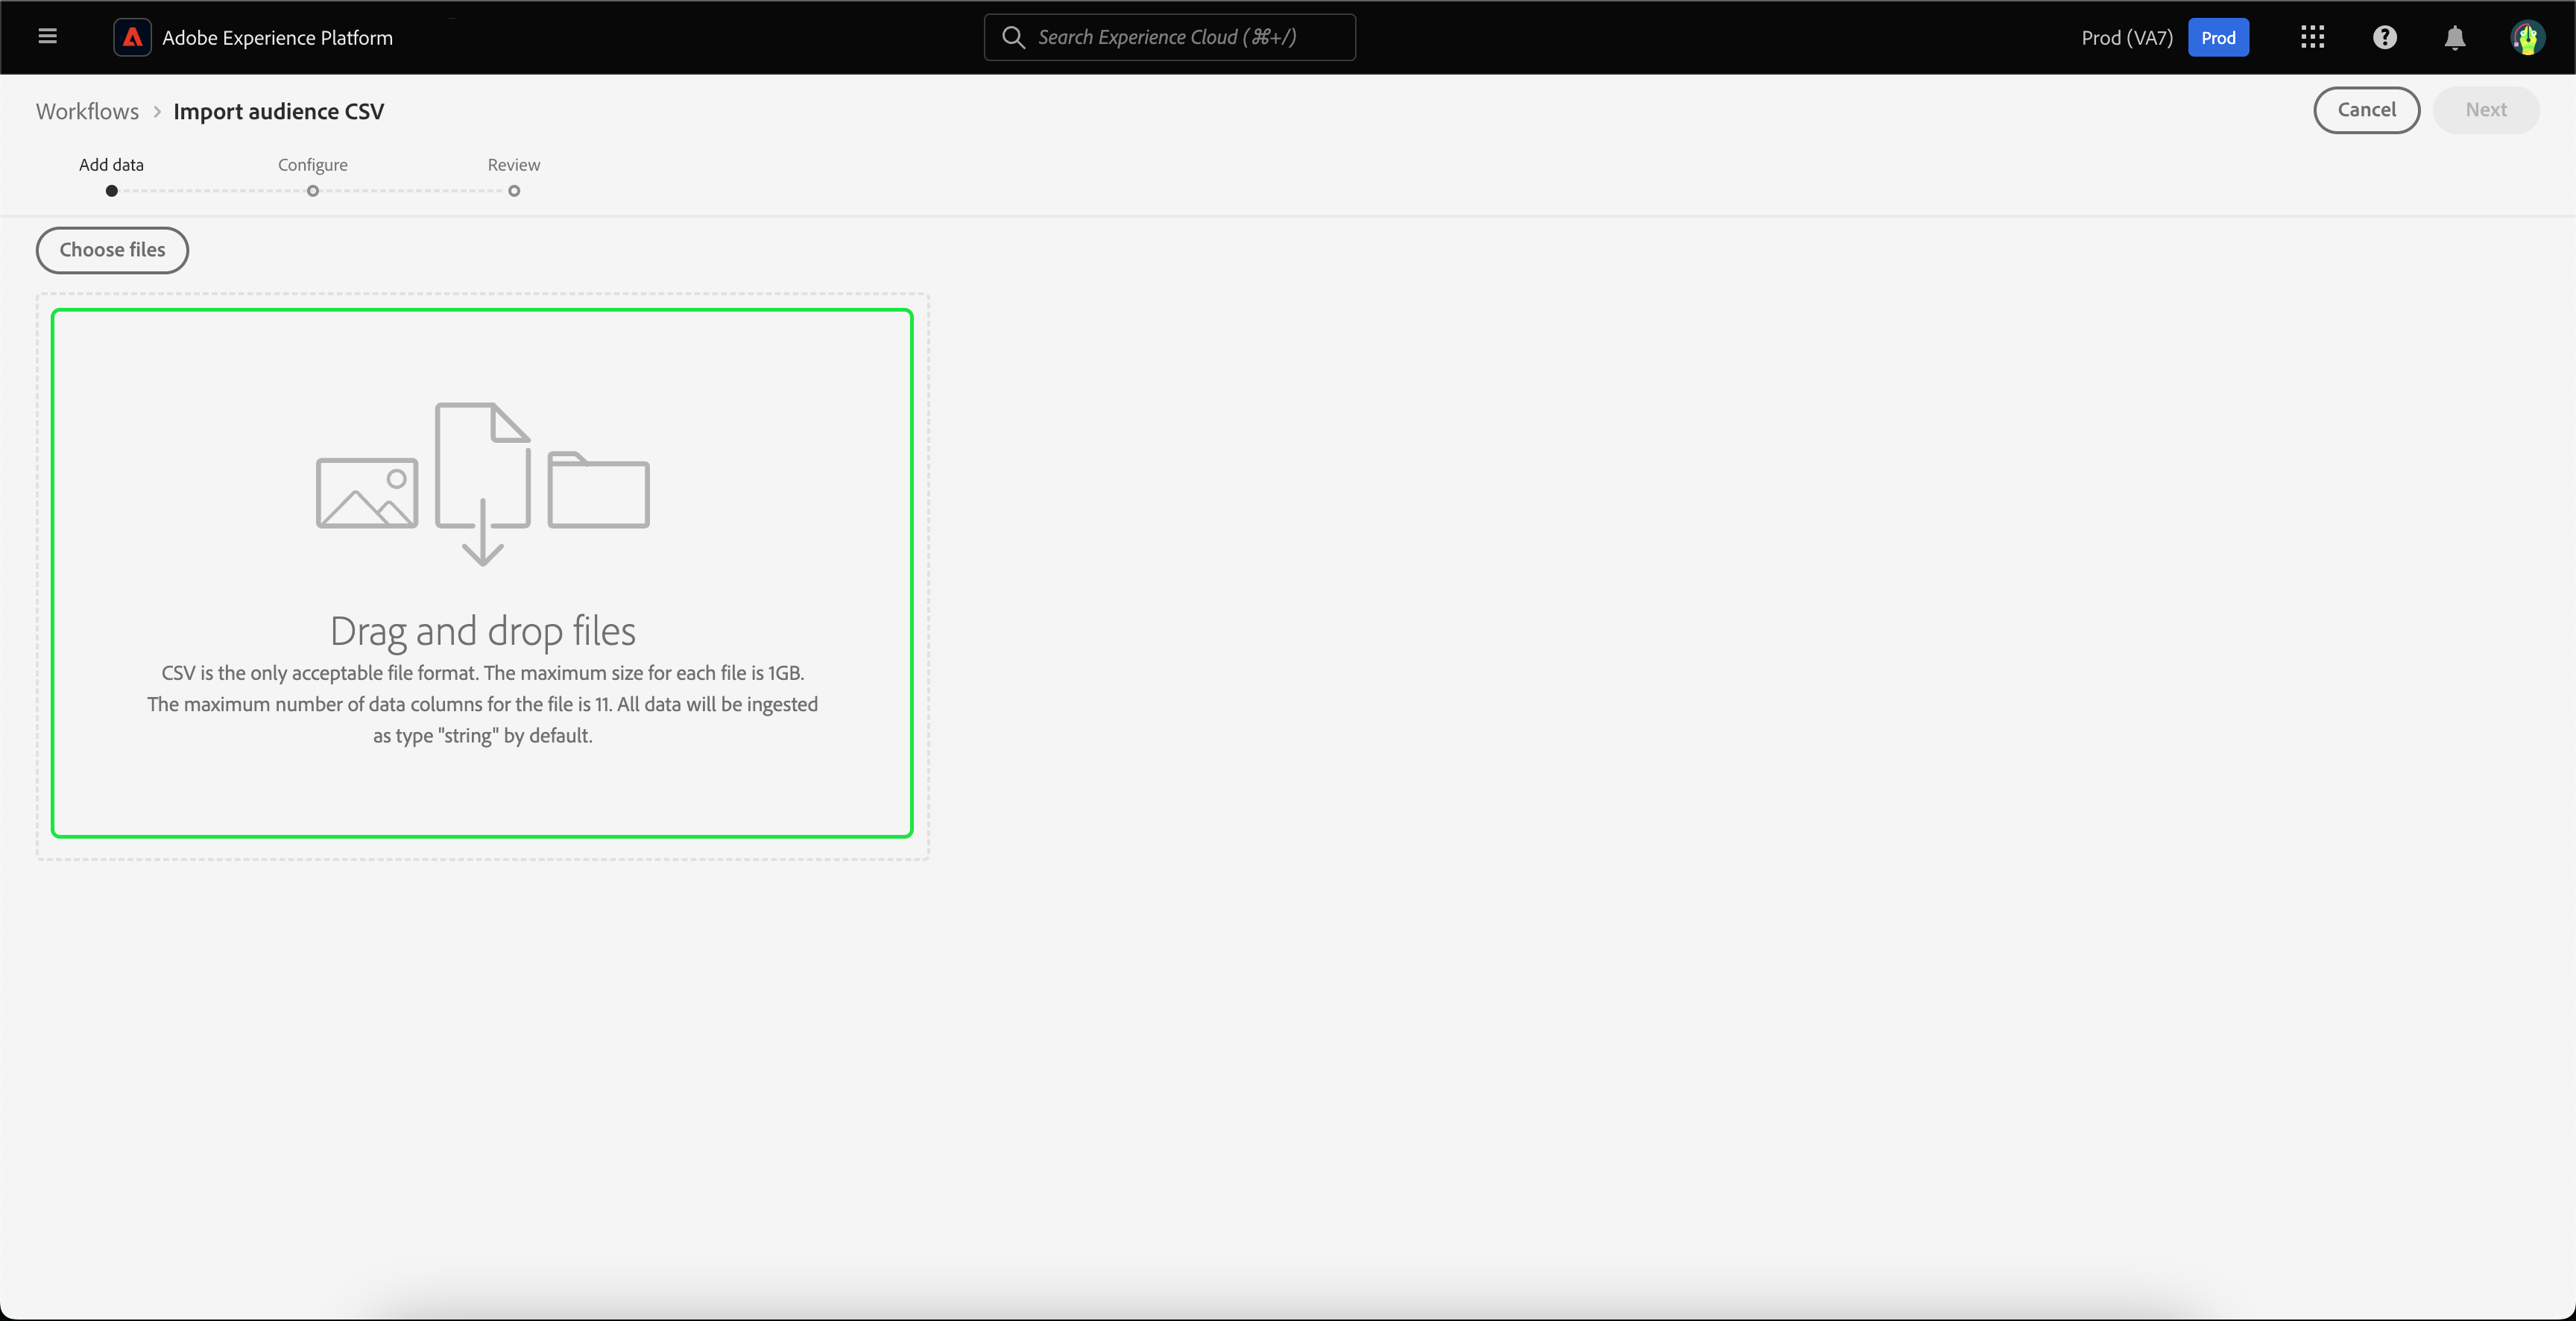 Adobe Experience Platform
Search Experience Cloud (⌘+/)
Prod (VA7)
Prod
Workflows > Import audience CSV
Cancel
Next
Add data
Configure
Review
Choose files
Drag and drop files
CSV is the only acceptable file format. The maximum size for each file is 1GB.
The maximum number of data columns for the file is 11. All data will be ingested
as type "string" by default.